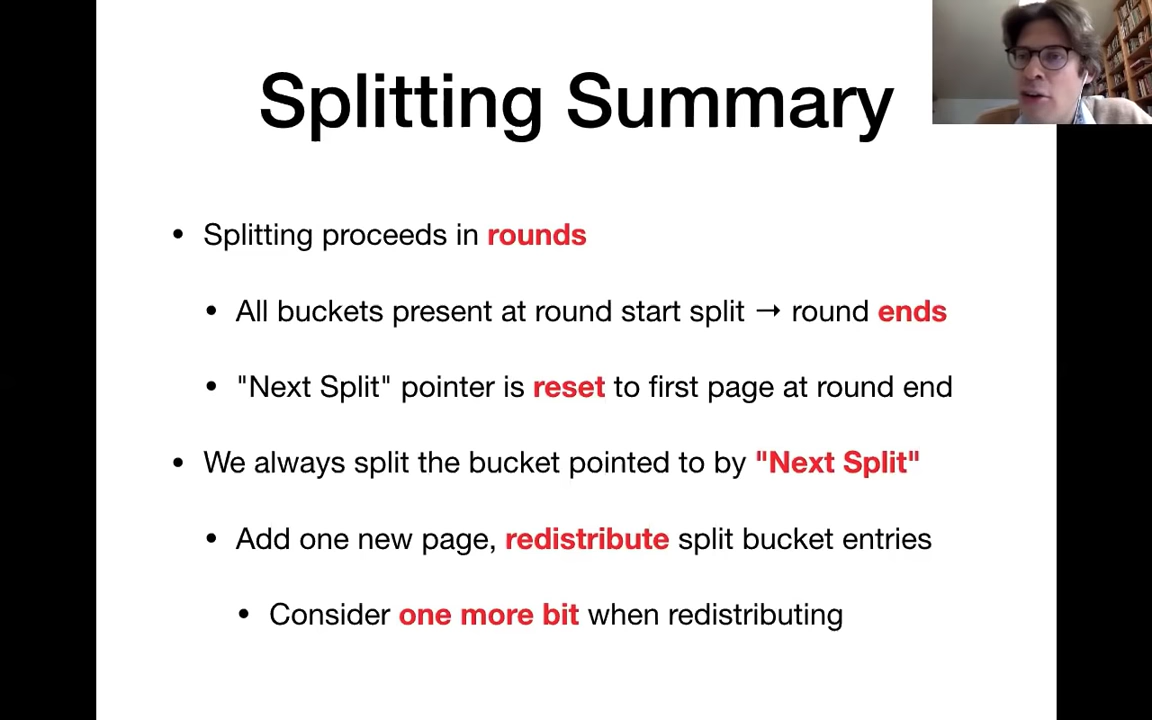 Splitting Summary
• Splitting proceeds in rounds
• All buckets present at round start split → round ends
• "Next Split" pointer is reset to first page at round end
• We always split the bucket pointed to by "Next Split"
• Add one new page, redistribute split bucket entries
• Consider one more bit when redistributing